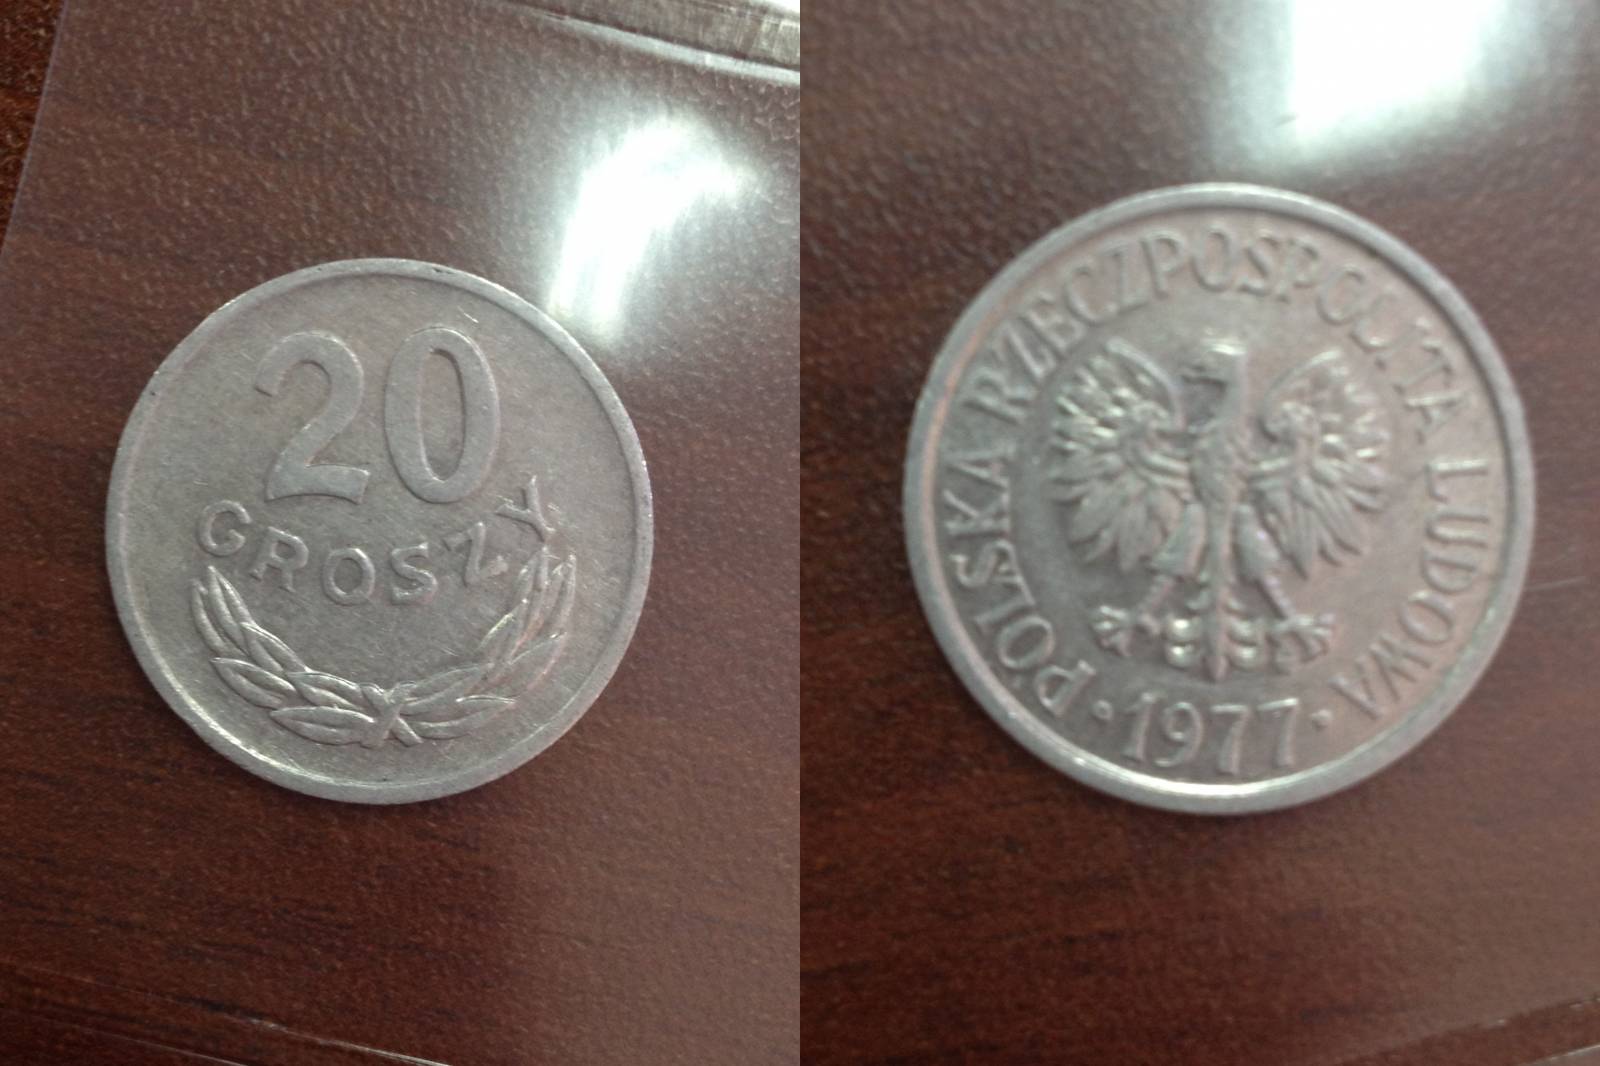 20
GROSZY
POLSKA RZECZPOSPOLITA LUDOWA
• 1977 •